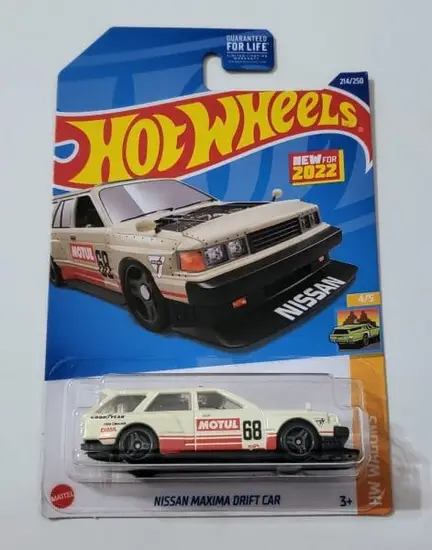 GUARANTEED
FOR LIFE
214/250
HOT WHEELS
NEW FOR
2022
MOTUL
68
NISSAN
4/5
GOODYEAR
MOTUL
68
HW WAGONS
MATTEL
NISSAN MAXIMA DRIFT CAR
3+